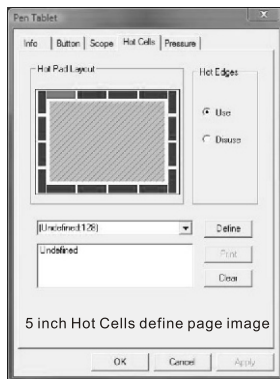 Pen Tablet
Info Button Scope Hot Cells Pressure
Hot Pad Layout
Hot Edges
Use
Disuse
(Undefined:128)
Define
Undefined
Print
Clear
5 inch Hot Cells define page image
OK Cancel Apply